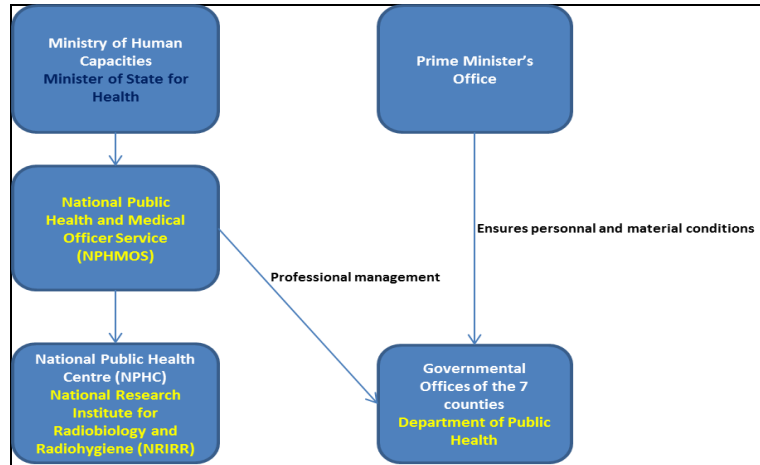 Ministry of Human
Capacities
Minister of State for
Health
Prime Minister's
Office
National Public
Health and Medical
Officer Service
(NPHMOS)
Ensures personnal and material conditions
Professional management
National Public Health
Centre (NPHC)
National Research
Institute for
Radiobiology and
Radiohygiene (NRIRR)
Governmental
Offices of the 7
counties
Department of Public
Health